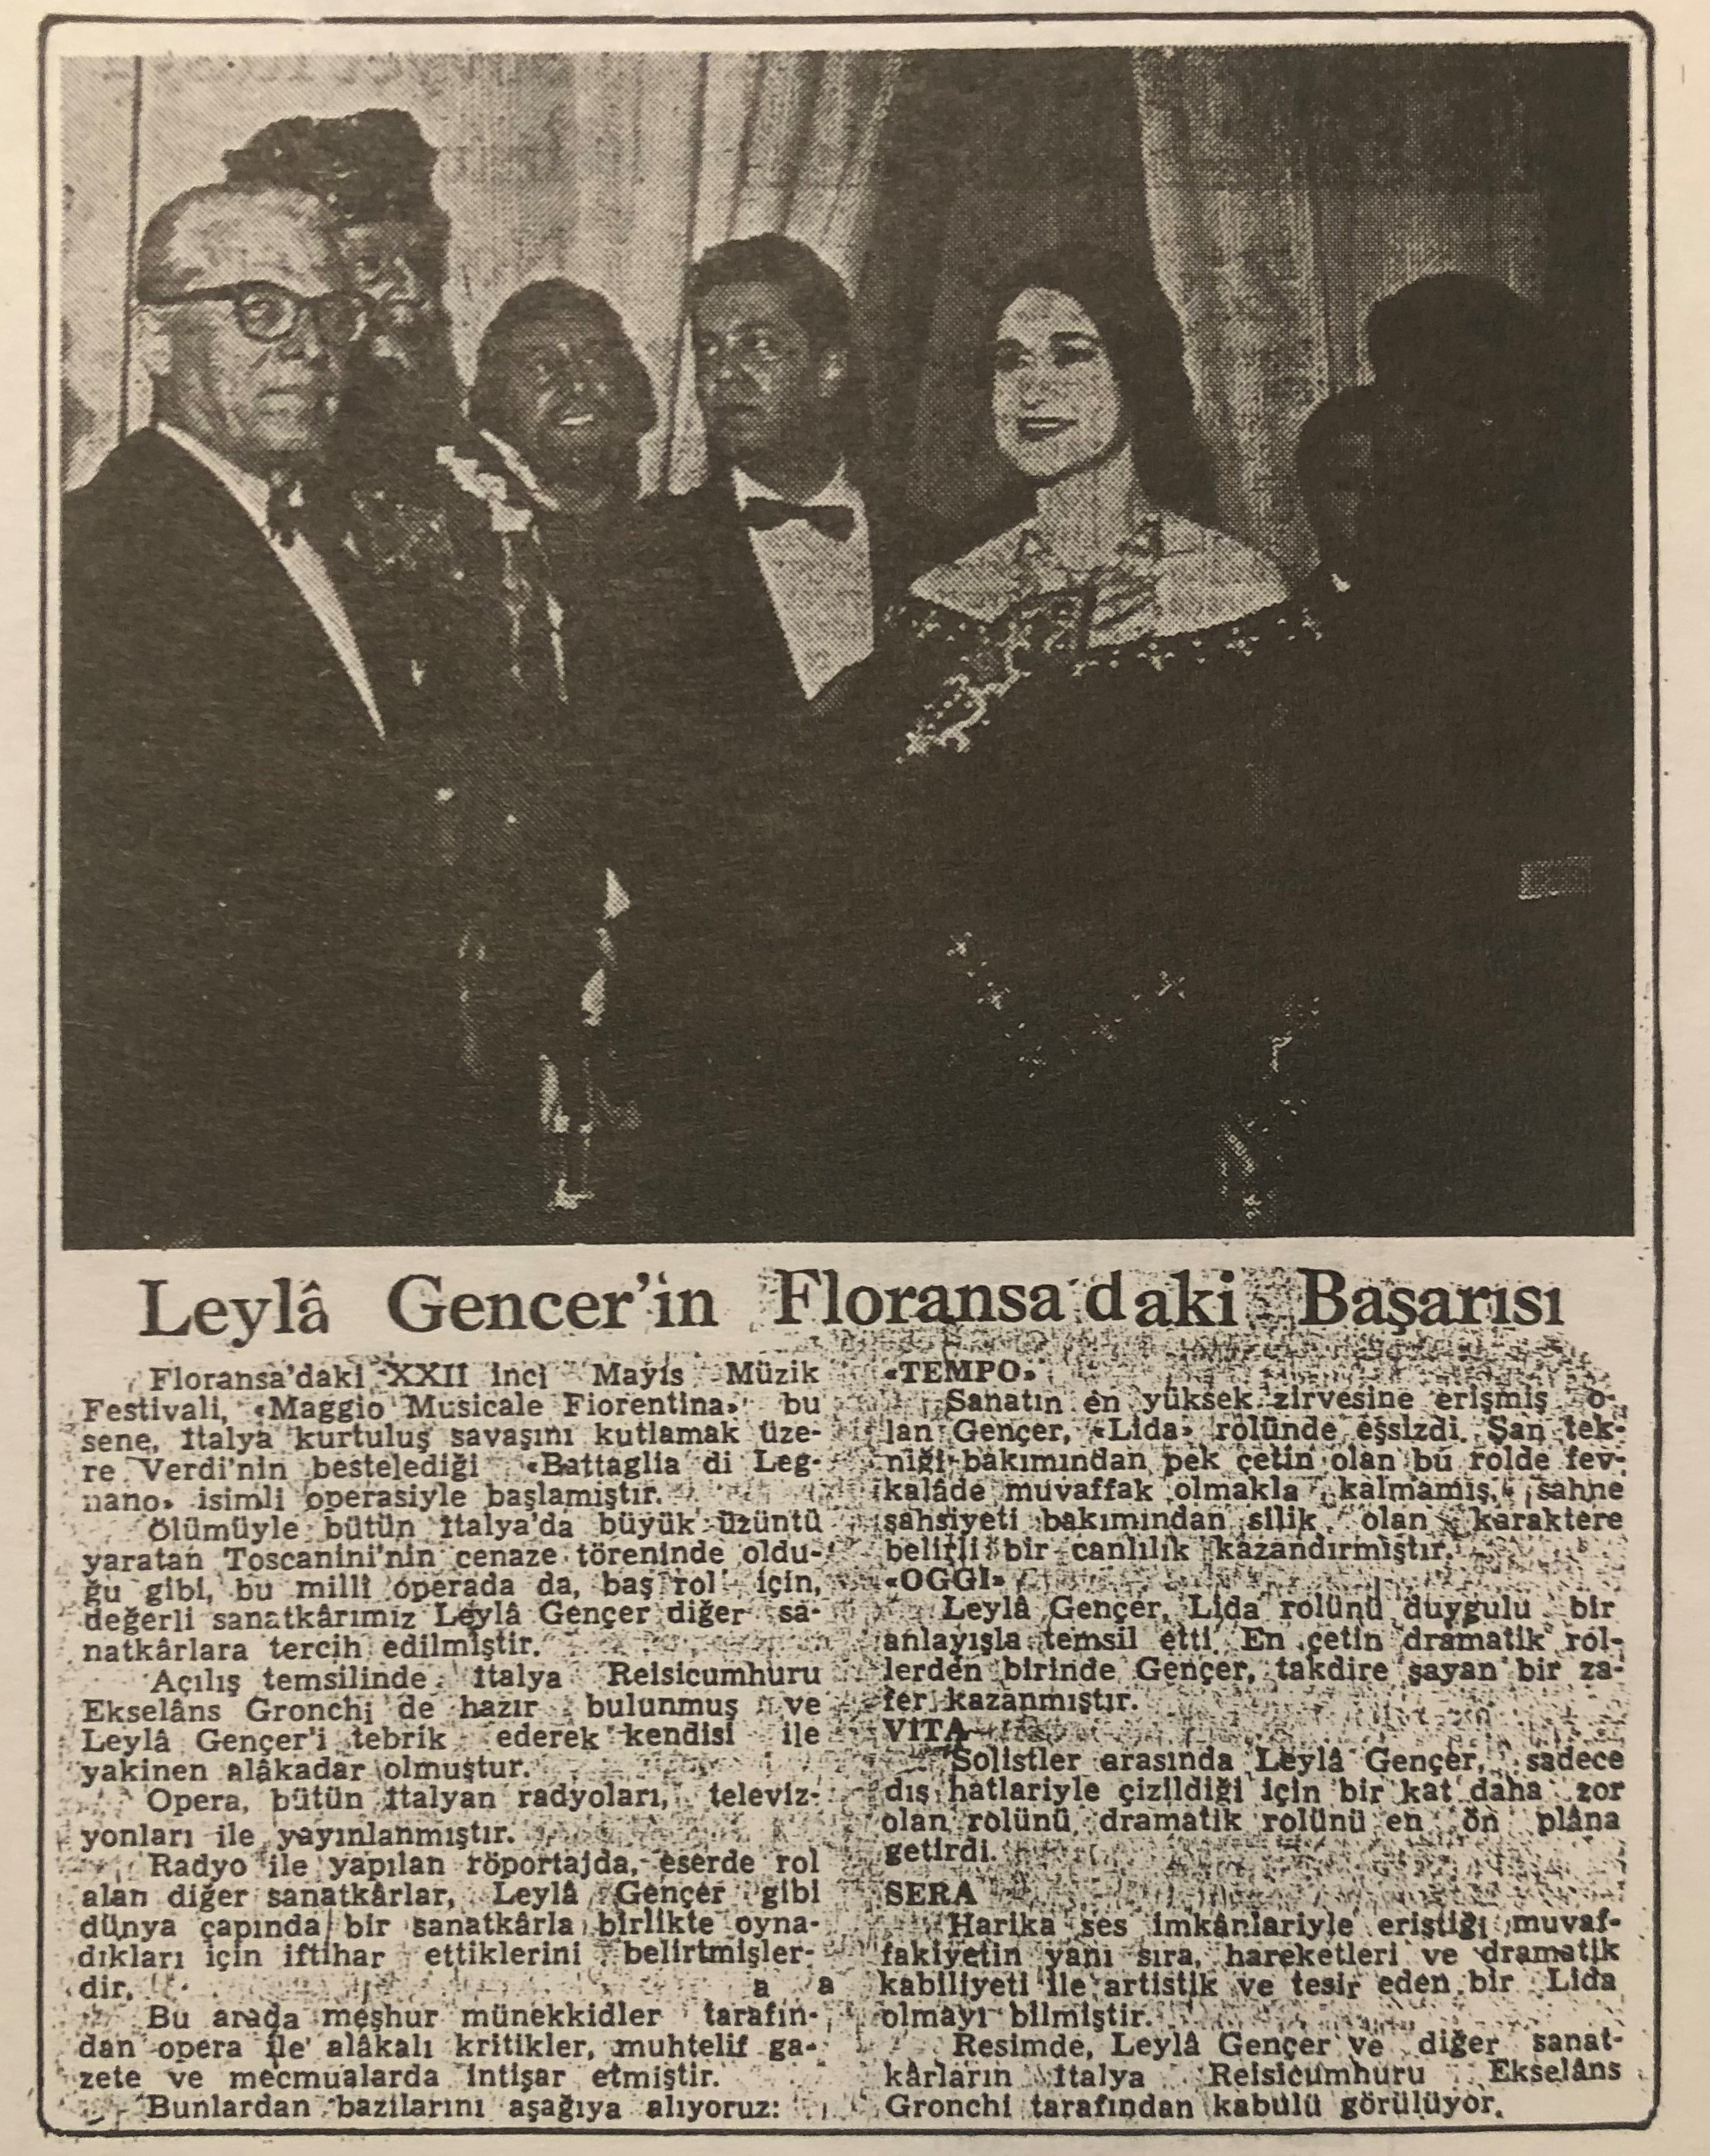 Leylâ Gencer'in Floransa'daki Başarısı
Floransa'daki XXII inci Mayis Müzik
Festivali, «Maggio Musicale Fiorentina» bu
sene, İtalya kurtuluş savaşını kutlamak üze-
re Verdi'nin bestelediği «Battaglia di Leg-
nano» isimli operasiyle başlamıştır.
Ölümüyle bütün İtalya'da büyük üzüntü
yaratan Toscanini'nin cenaze töreninde oldu-
ğu gibi, bu millî operada da, baş rol için,
değerli sanatkârımız Leylâ Gençer diğer sa-
natkârlara tercih edilmiştir.
Açılış temsilinde İtalya Reisicumhuru
Ekselâns Gronchi de hazır bulunmuş ve
Leylâ Gençer'i tebrik ederek kendisi ile
yakinen alâkadar olmuştur.
Opera, bütün İtalyan radyoları, televiz-
yonları ile yayınlanmıştır.
Radyo ile yapılan röportajda, eserde rol
alan diğer sanatkârlar, Leylâ Gençer gibi
dünya çapında bir sanatkârla birlikte oyna-
dıkları için iftihar ettiklerini belirtmişler-
dir. a a
Bu arada meşhur münekkidler tarafın-
dan opera ile alâkalı kritikler, muhtelif ga-
zete ve mecmualarda intişar etmiştir.
Bunlardan bazılarını aşağıya alıyoruz:
«TEMPO»
Sanatın en yüksek zirvesine erişmiş o-
lan Gençer, «Lida» rolünde eşsizdi. Şan tek-
niği bakımından pek çetin olan bu rolde fev-
kalâde muvaffak olmakla kalmamış, sahne
şahsiyeti bakımından silik olan karaktere
belirli bir canlılık kazandırmıştır.
«OGGI»
Leylâ Gençer, Lida rolünü duygulu bir
anlayışla temsil etti. En çetin dramatik rol-
lerden birinde Gençer, takdire şayan bir za-
fer kazanmıştır.
VİTA
Solistler arasında Leylâ Gençer, sadece
dış hatlariyle çizildiği için bir kat daha zor
olan rolünü, dramatik rolünü en ön plâna
getirdi.
SERA
Harika ses imkânlariyle eriştiği muvaf-
fakiyetin yanı sıra, hareketleri ve dramatik
kabiliyeti ile artistik ve tesir eden bir Lida
olmayı bilmiştir.
Resimde, Leylâ Gençer ve diğer sanat-
kârların İtalya Reisicumhuru Ekselâns
Gronchi tarafından kabulü görülüyor.